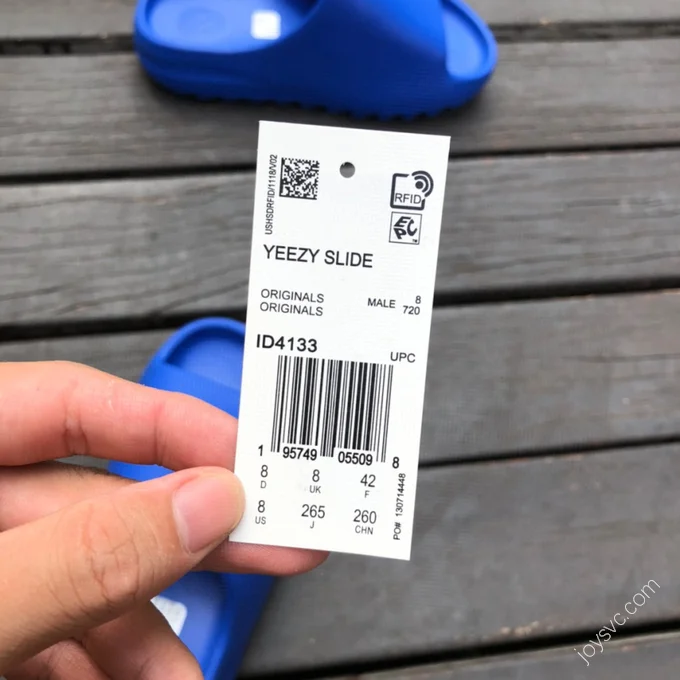 USHSDRFID/1118/V02
RFID
EPC
YEEZY SLIDE
ORIGINALS MALE 8
ORIGINALS 720
ID4133
UPC
1 95749 05509 8
8 8 42
D UK F
8 265 260
US J CHN
PO# 130714448
joysvc.com